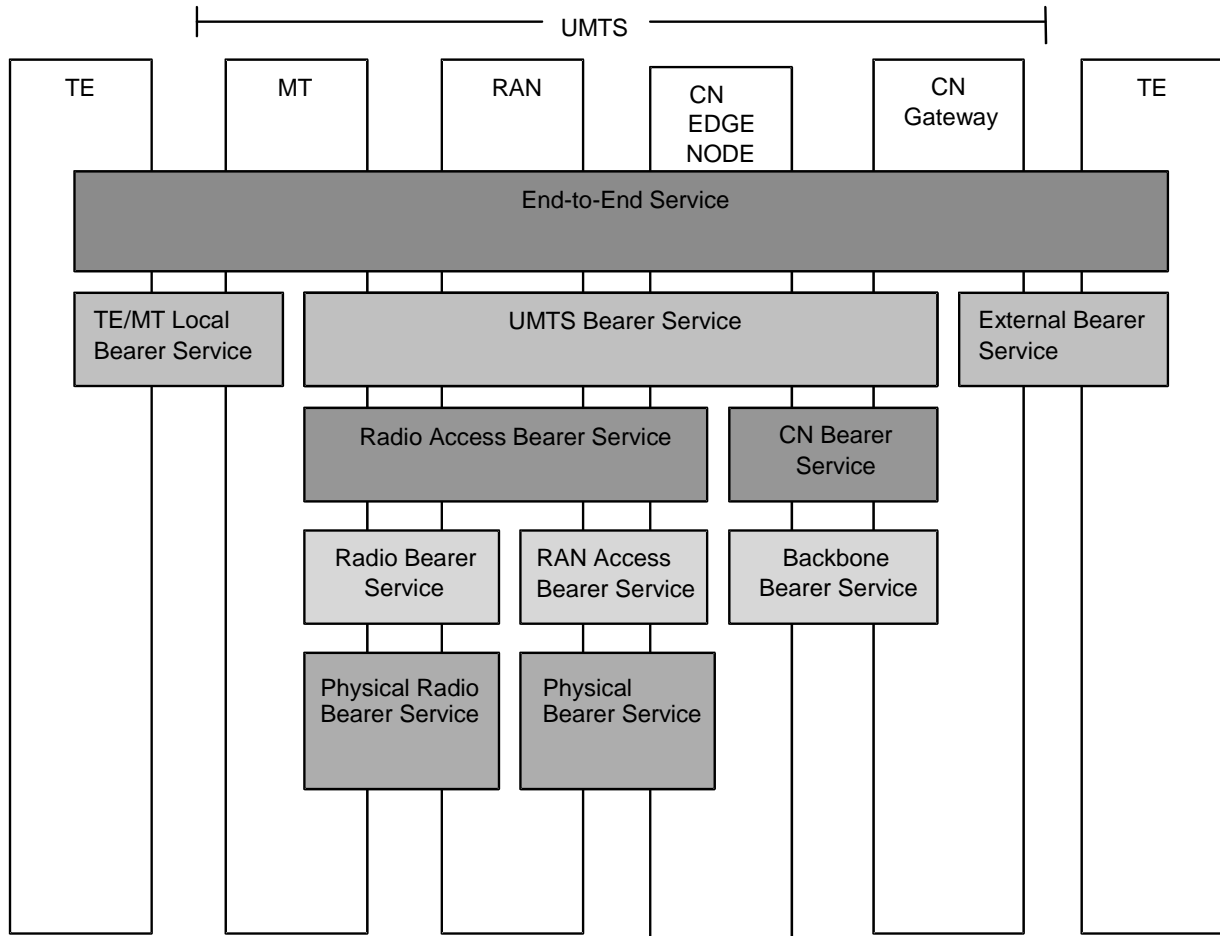 UMTS
TE
MT
RAN
CN
EDGE
NODE
CN
Gateway
TE
End-to-End Service
TE/MT Local
Bearer Service
UMTS Bearer Service
External Bearer
Service
Radio Access Bearer Service
CN Bearer
Service
Radio Bearer
Service
RAN Access
Bearer Service
Backbone
Bearer Service
Physical Radio
Bearer Service
Physical
Bearer Service